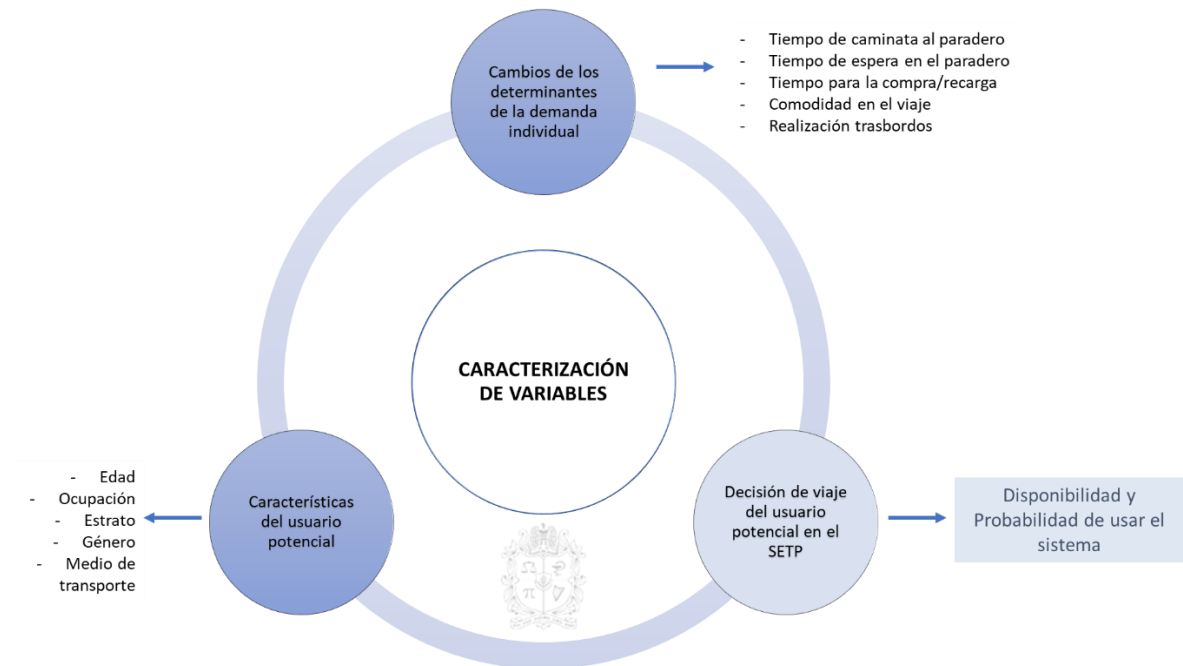 Cambios de los
determinantes
de la demanda
individual
- Tiempo de caminata al paradero
- Tiempo de espera en el paradero
- Tiempo para la compra/recarga
- Comodidad en el viaje
- Realización trasbordos
CARACTERIZACIÓN
DE VARIABLES
- Edad
- Ocupación
- Estrato
- Género
- Medio de
transporte
Características
del usuario
potencial
Decisión de viaje
del usuario
potencial en el
SETP
Disponibilidad y
Probabilidad de usar el
sistema
π